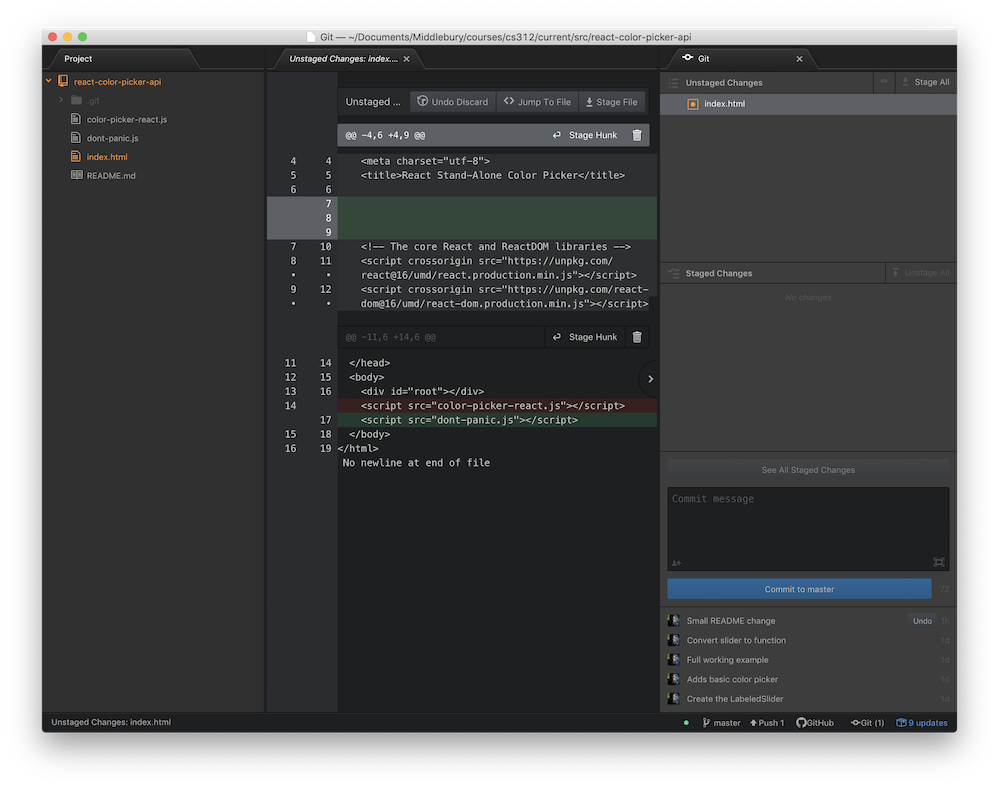 Git — ~/Documents/Middlebury/courses/cs312/current/src/react-color-picker-api
Project
react-color-picker-api
.git
color-picker-react.js
dont-panic.js
index.html
README.md
Unstaged Changes: index....
Unstaged ...
Undo Discard
Jump To File
Stage File
@@ -4,6 +4,9 @@
Stage Hunk
4 4 <meta charset="utf-8">
5 5 <title>React Stand-Alone Color Picker</title>
6 6
7
8
9
7 10 <!-- The core React and ReactDOM libraries -->
8 11 <script crossorigin src="https://unpkg.com/
• • react@16/umd/react.production.min.js"></script>
9 12 <script crossorigin src="https://unpkg.com/react-
• • dom@16/umd/react-dom.production.min.js"></script>
@@ -11,6 +14,6 @@
Stage Hunk
11 14 </head>
12 15 <body>
13 16 <div id="root"></div>
14 <script src="color-picker-react.js"></script>
17 <script src="dont-panic.js"></script>
15 18 </body>
16 19 </html>
No newline at end of file
Git
Unstaged Changes
Stage All
index.html
Staged Changes
Unstage All
No changes
See All Staged Changes
Commit message
Commit to master
72
Small README change
Undo
1h
Convert slider to function
1d
Full working example
1d
Adds basic color picker
1d
Create the LabeledSlider
1d
Unstaged Changes: index.html
master
Push 1
GitHub
Git (1)
9 updates